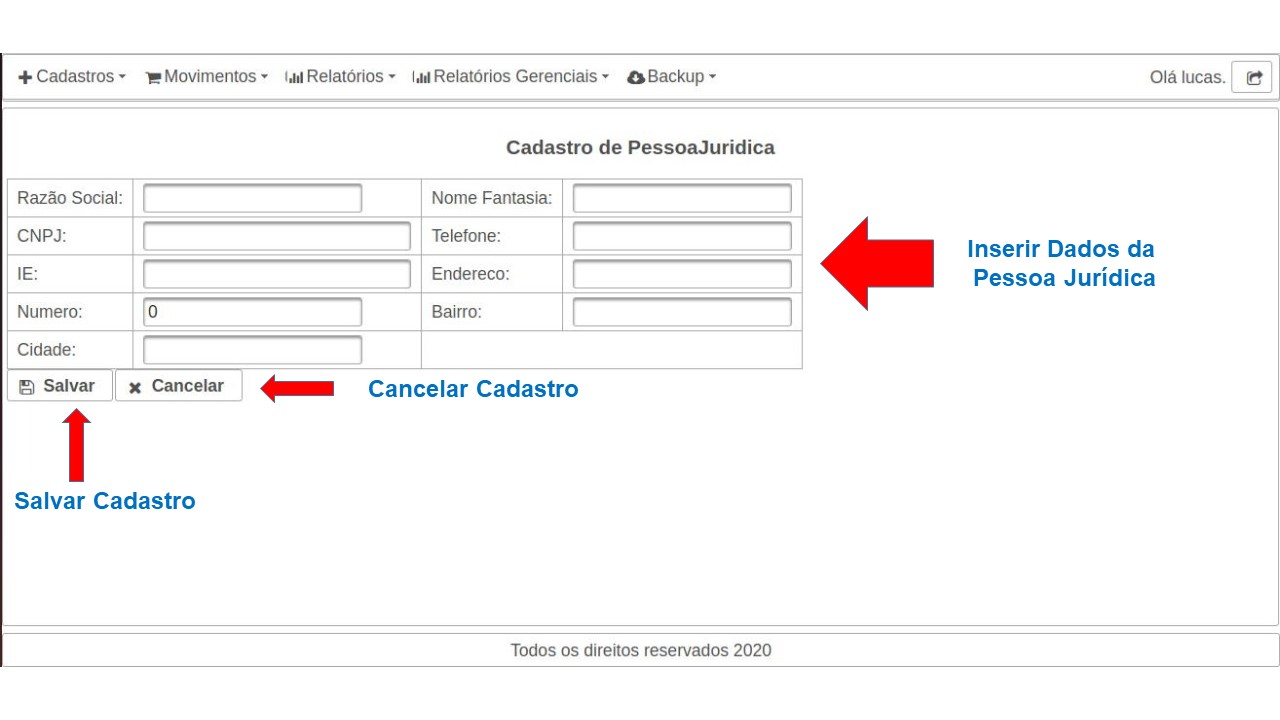 Cadastros Movimentos Relatórios Relatórios Gerenciais Backup Olá lucas.
Cadastro de PessoaJuridica
Razão Social: Nome Fantasia:
CNPJ: Telefone:
IE: Endereco:
Numero: 0 Bairro:
Cidade:
Inserir Dados da
Pessoa Jurídica
Salvar Cancelar
Cancelar Cadastro
Salvar Cadastro
Todos os direitos reservados 2020